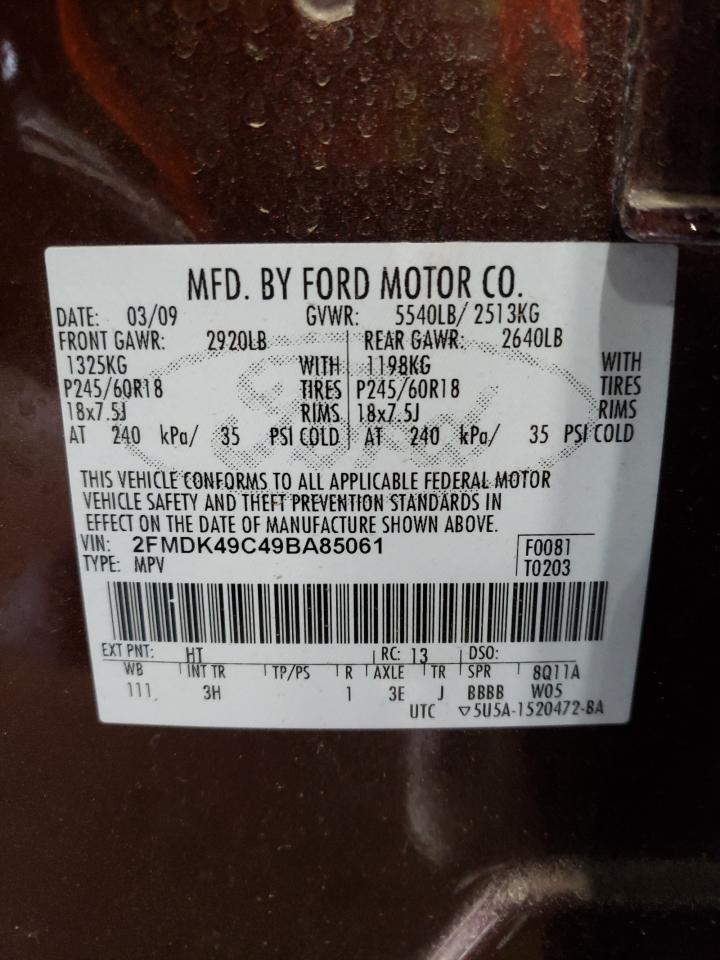 MFD. BY FORD MOTOR CO.
DATE: 03/09 GVWR: 5540LB/ 2513KG
FRONT GAWR: 2920LB REAR GAWR: 2640LB
1325KG WITH 1198KG WITH
P245/60R18 TIRES P245/60R18 TIRES
18x7.5J RIMS 18x7.5J RIMS
AT 240 kPa/ 35 PSI COLD AT 240 kPa/ 35 PSI COLD
THIS VEHICLE CONFORMS TO ALL APPLICABLE FEDERAL MOTOR
VEHICLE SAFETY AND THEFT PREVENTION STANDARDS IN
EFFECT ON THE DATE OF MANUFACTURE SHOWN ABOVE.
VIN: 2FMDK49C49BA85061 F0081
TYPE: MPV T0203
EXT PNT: HT RC: 13 DSO:
WB INT TR TP/PS R AXLE TR SPR 8Q11A
111 3H 1 3E J BBBB W05
UTC ▽5U5A-1520472-BA